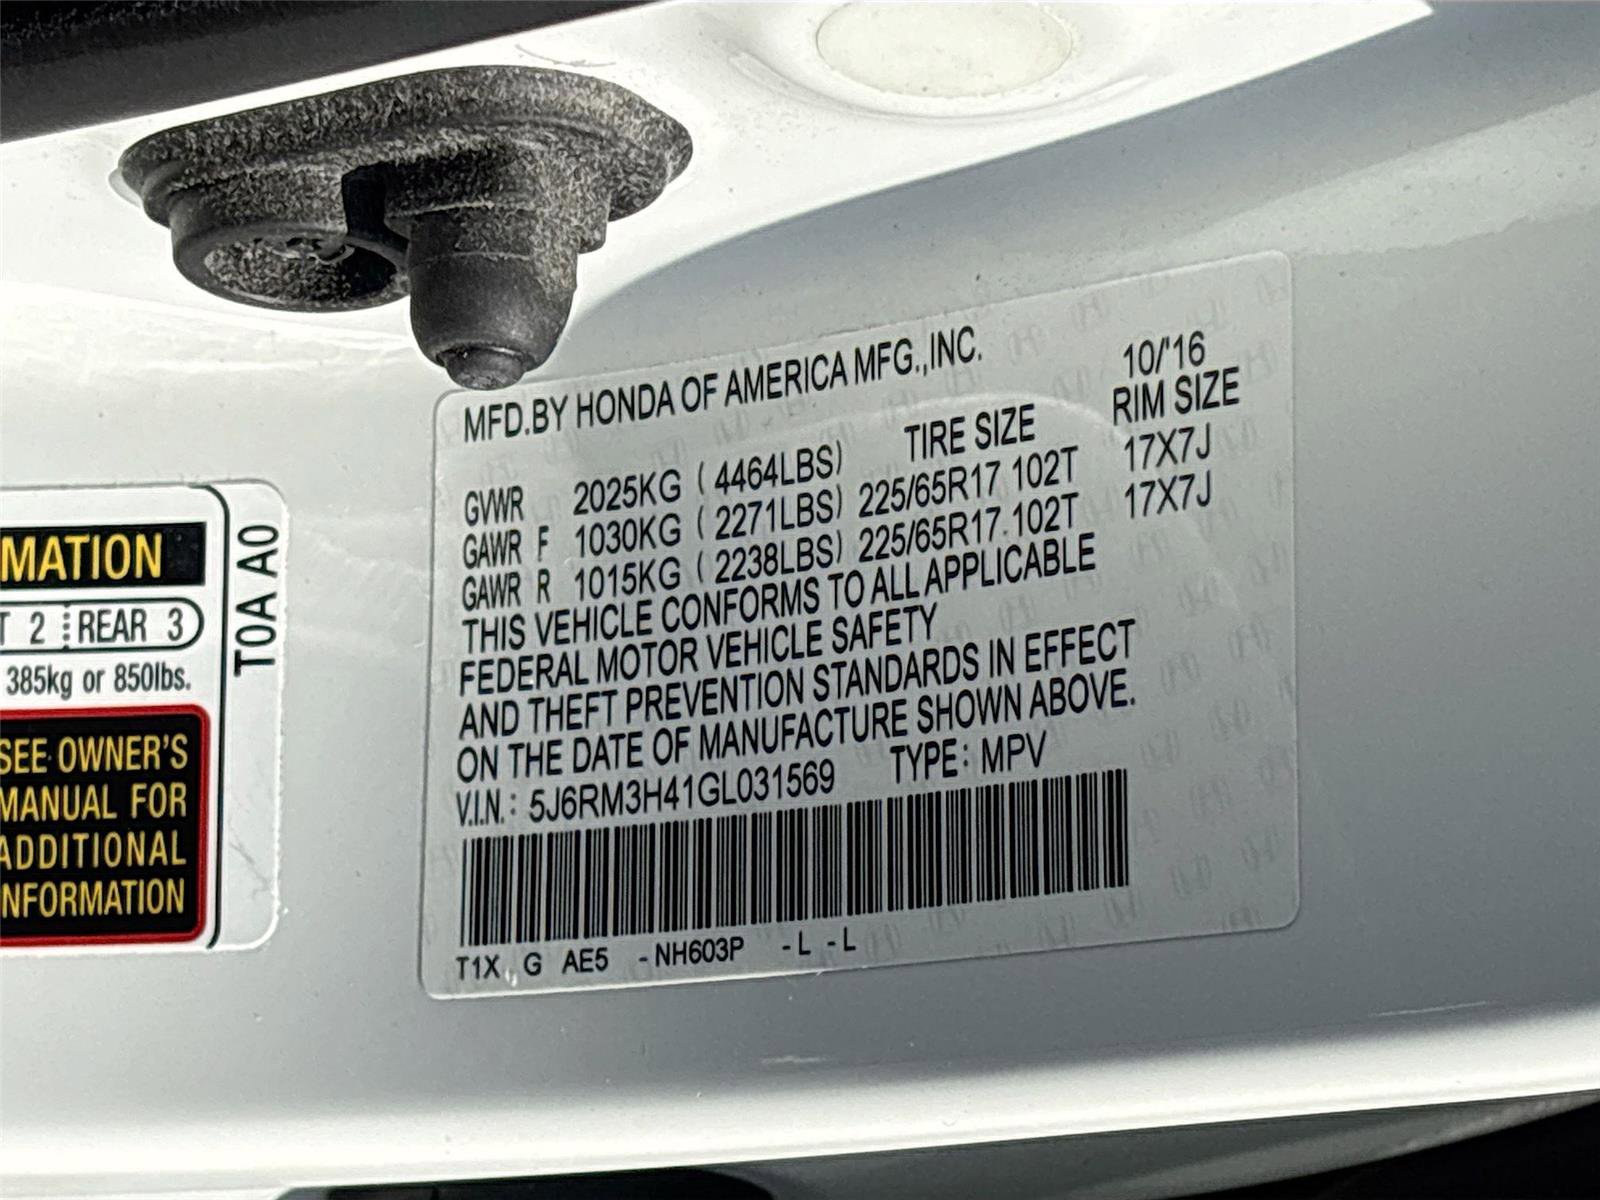 MFD.BY HONDA OF AMERICA MFG.,INC. 10/'16
TIRE SIZE RIM SIZE
GVWR 2025KG ( 4464LBS)
GAWR F 1030KG ( 2271LBS) 225/65R17 102T 17X7J
GAWR R 1015KG ( 2238LBS) 225/65R17 102T 17X7J
THIS VEHICLE CONFORMS TO ALL APPLICABLE
FEDERAL MOTOR VEHICLE SAFETY
AND THEFT PREVENTION STANDARDS IN EFFECT
ON THE DATE OF MANUFACTURE SHOWN ABOVE.
V.I.N.: 5J6RM3H41GL031569 TYPE: MPV
T1X G AE5 -NH603P -L -L
MATION
T 2 REAR 3
385kg or 850lbs.
SEE OWNER'S
MANUAL FOR
ADDITIONAL
INFORMATION
T0A A0